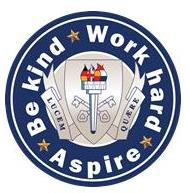 Be kind ★ Work hard ★ Aspire ★
LUCEM
QUÆRE